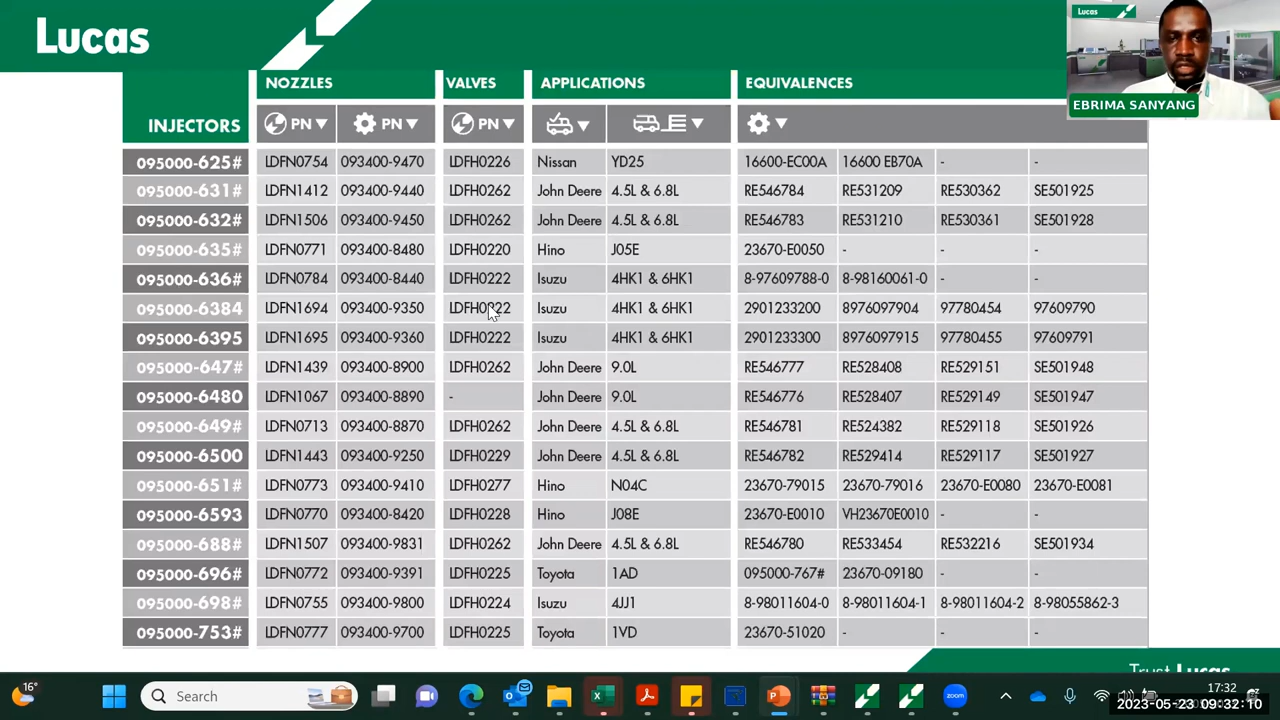 Lucas
Lucas
EBRIMA SANYANG
NOZZLES VALVES APPLICATIONS EQUIVALENCES
INJECTORS PN PN PN
095000-625# LDFN0754 093400-9470 LDFH0226 Nissan YD25 16600-EC00A 16600 EB70A - -
095000-631# LDFN1412 093400-9440 LDFH0262 John Deere 4.5L & 6.8L RE546784 RE531209 RE530362 SE501925
095000-632# LDFN1506 093400-9450 LDFH0262 John Deere 4.5L & 6.8L RE546783 RE531210 RE530361 SE501928
095000-635# LDFN0771 093400-8480 LDFH0220 Hino J05E 23670-E0050 - - -
095000-636# LDFN0784 093400-8440 LDFH0222 Isuzu 4HK1 & 6HK1 8-97609788-0 8-98160061-0 - -
095000-6384 LDFN1694 093400-9350 LDFH0222 Isuzu 4HK1 & 6HK1 2901233200 8976097904 97780454 97609790
095000-6395 LDFN1695 093400-9360 LDFH0222 Isuzu 4HK1 & 6HK1 2901233300 8976097915 97780455 97609791
095000-647# LDFN1439 093400-8900 LDFH0262 John Deere 9.0L RE546777 RE528408 RE529151 SE501948
095000-6480 LDFN1067 093400-8890 - John Deere 9.0L RE546776 RE528407 RE529149 SE501947
095000-649# LDFN0713 093400-8870 LDFH0262 John Deere 4.5L & 6.8L RE546781 RE524382 RE529118 SE501926
095000-6500 LDFN1443 093400-9250 LDFH0229 John Deere 4.5L & 6.8L RE546782 RE529414 RE529117 SE501927
095000-651# LDFN0773 093400-9410 LDFH0277 Hino N04C 23670-79015 23670-79016 23670-E0080 23670-E0081
095000-6593 LDFN0770 093400-8420 LDFH0228 Hino J08E 23670-E0010 VH23670E0010 - -
095000-688# LDFN1507 093400-9831 LDFH0262 John Deere 4.5L & 6.8L RE546780 RE533454 RE532216 SE501934
095000-696# LDFN0772 093400-9391 LDFH0225 Toyota 1AD 095000-767# 23670-09180 - -
095000-698# LDFN0755 093400-9800 LDFH0224 Isuzu 4JJ1 8-98011604-0 8-98011604-1 8-98011604-2 8-98055862-3
095000-753# LDFN0777 093400-9700 LDFH0225 Toyota 1VD 23670-51020 - - -
Trust Lucas
16° Search zoom 17:32
2023-05-23 09:32:10